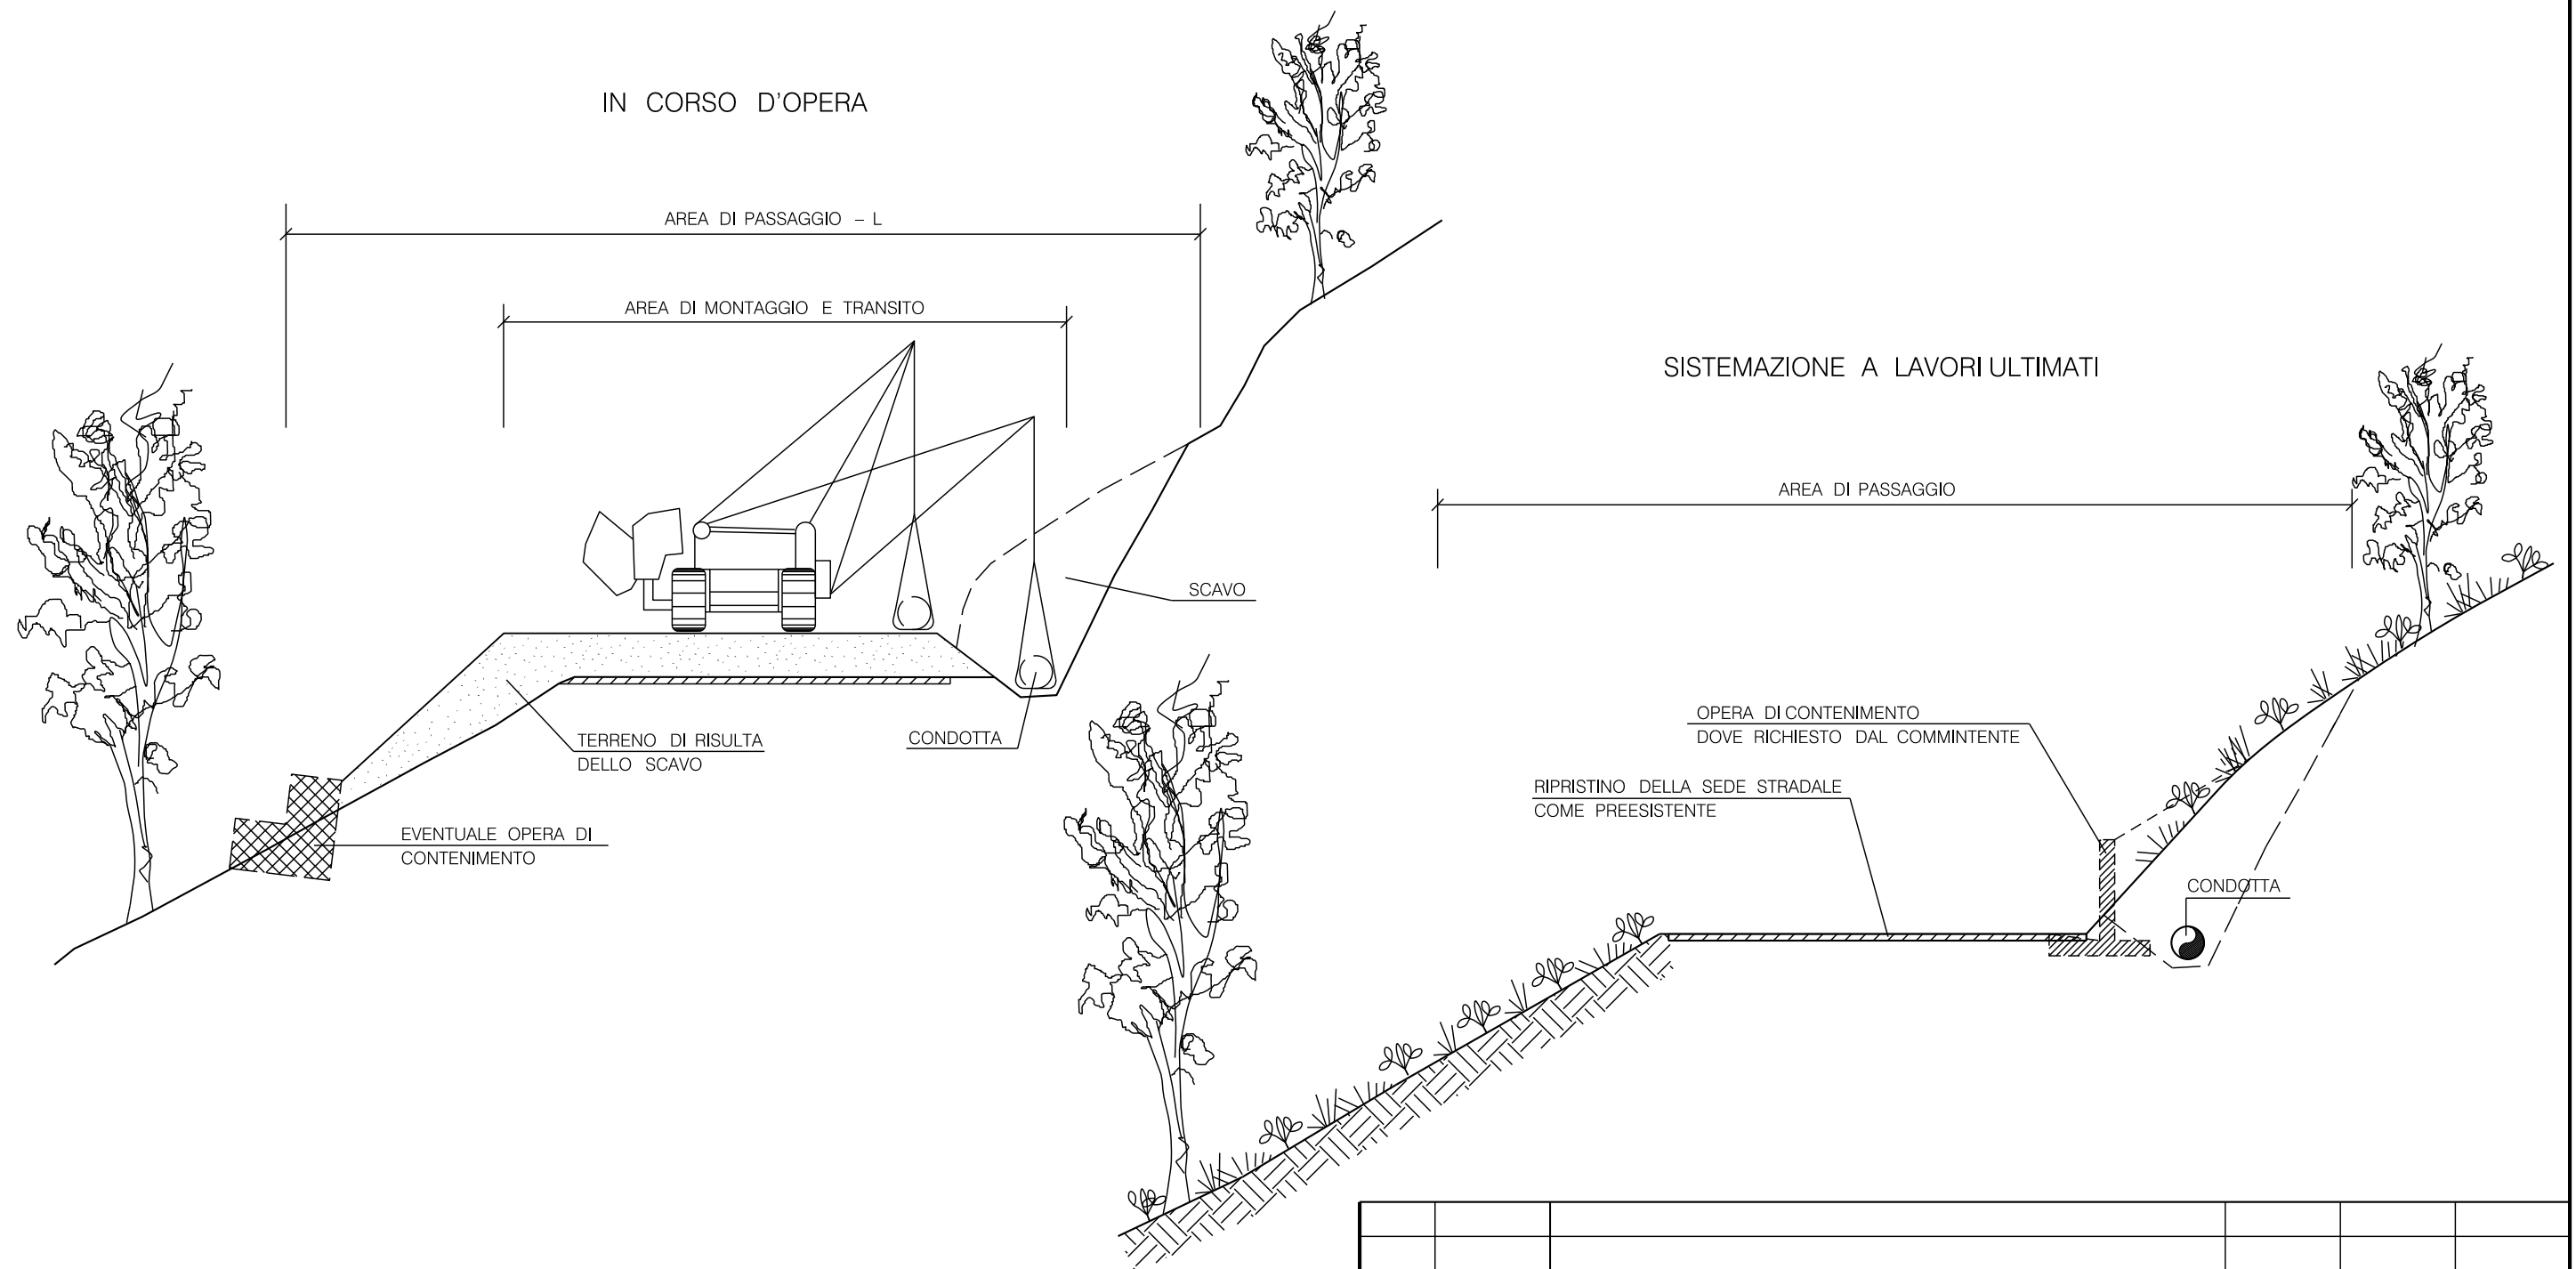 IN CORSO D'OPERA
AREA DI PASSAGGIO - L
AREA DI MONTAGGIO E TRANSITO
SCAVO
TERRENO DI RISULTA
DELLO SCAVO
CONDOTTA
EVENTUALE OPERA DI
CONTENIMENTO
SISTEMAZIONE A LAVORI ULTIMATI
AREA DI PASSAGGIO
OPERA DI CONTENIMENTO
DOVE RICHIESTO DAL COMMINTENTE
RIPRISTINO DELLA SEDE STRADALE
COME PREESISTENTE
CONDOTTA